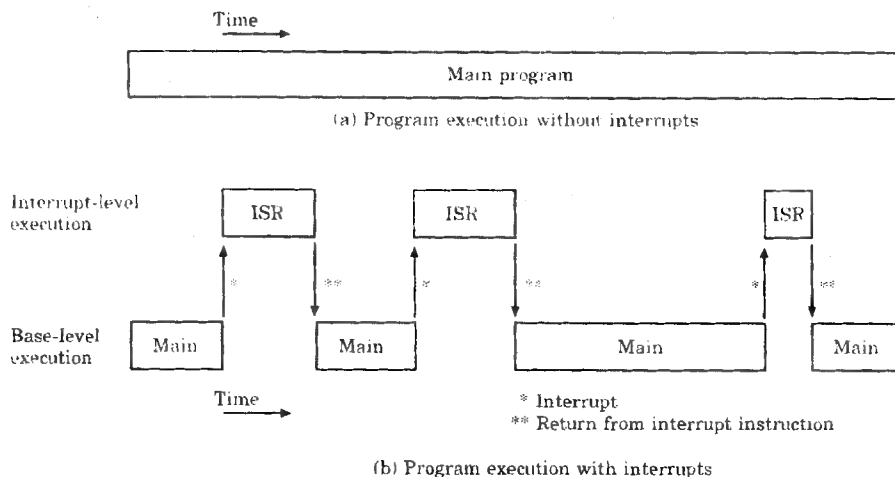 Time
Main program
(a) Program execution without interrupts
Interrupt-level
execution
ISR
ISR
ISR
*
**
*
**
*
**
Base-level
execution
Main
Main
Main
Main
Time
* Interrupt
** Return from interrupt instruction
(b) Program execution with interrupts